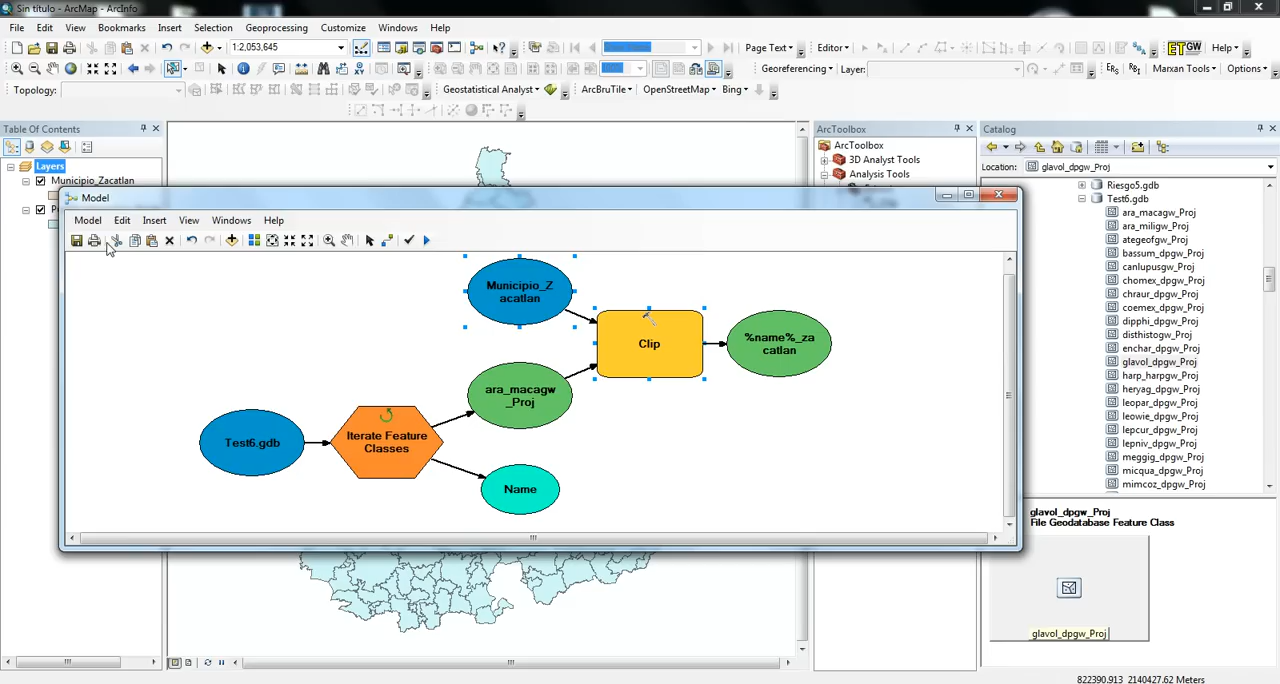 Sin título - ArcMap - ArcInfo
File Edit View Bookmarks Insert Selection Geoprocessing Customize Windows Help
1:2,053,645 Page Text Editor ETGW Help
Georeferencing Layer: Marxan Tools Options
Topology: Geostatistical Analyst ArcBruTile OpenStreetMap Bing
Table Of Contents
Layers
Municipio_Zacatlan
ArcToolbox
ArcToolbox
3D Analyst Tools
Analysis Tools
Catalog
Location: glavol_dpgw_Proj
Riesgo5.gdb
Test6.gdb
ara_macagw_Proj
ara_miligw_Proj
ategeofgw_Proj
bassum_dpgw_Proj
canlupusgw_Proj
chomex_dpgw_Proj
chraur_dpgw_Proj
coemex_dpgw_Proj
dipphi_dpgw_Proj
disthistogw_Proj
enchar_dpgw_Proj
glavol_dpgw_Proj
harp_harpgw_Proj
heryag_dpgw_Proj
leopar_dpgw_Proj
leowie_dpgw_Proj
lepcur_dpgw_Proj
lepniv_dpgw_Proj
meggig_dpgw_Proj
micqua_dpgw_Proj
mimcoz_dpgw_Proj
glavol_dpgw_Proj
File Geodatabase Feature Class
glavol_dpgw_Proj
Model
Model Edit Insert View Windows Help
Municipio_Z
acatlan
Clip
%name%_za
catlan
ara_macagw
_Proj
Test6.gdb
Iterate Feature
Classes
Name
822390.913 2140427.62 Meters